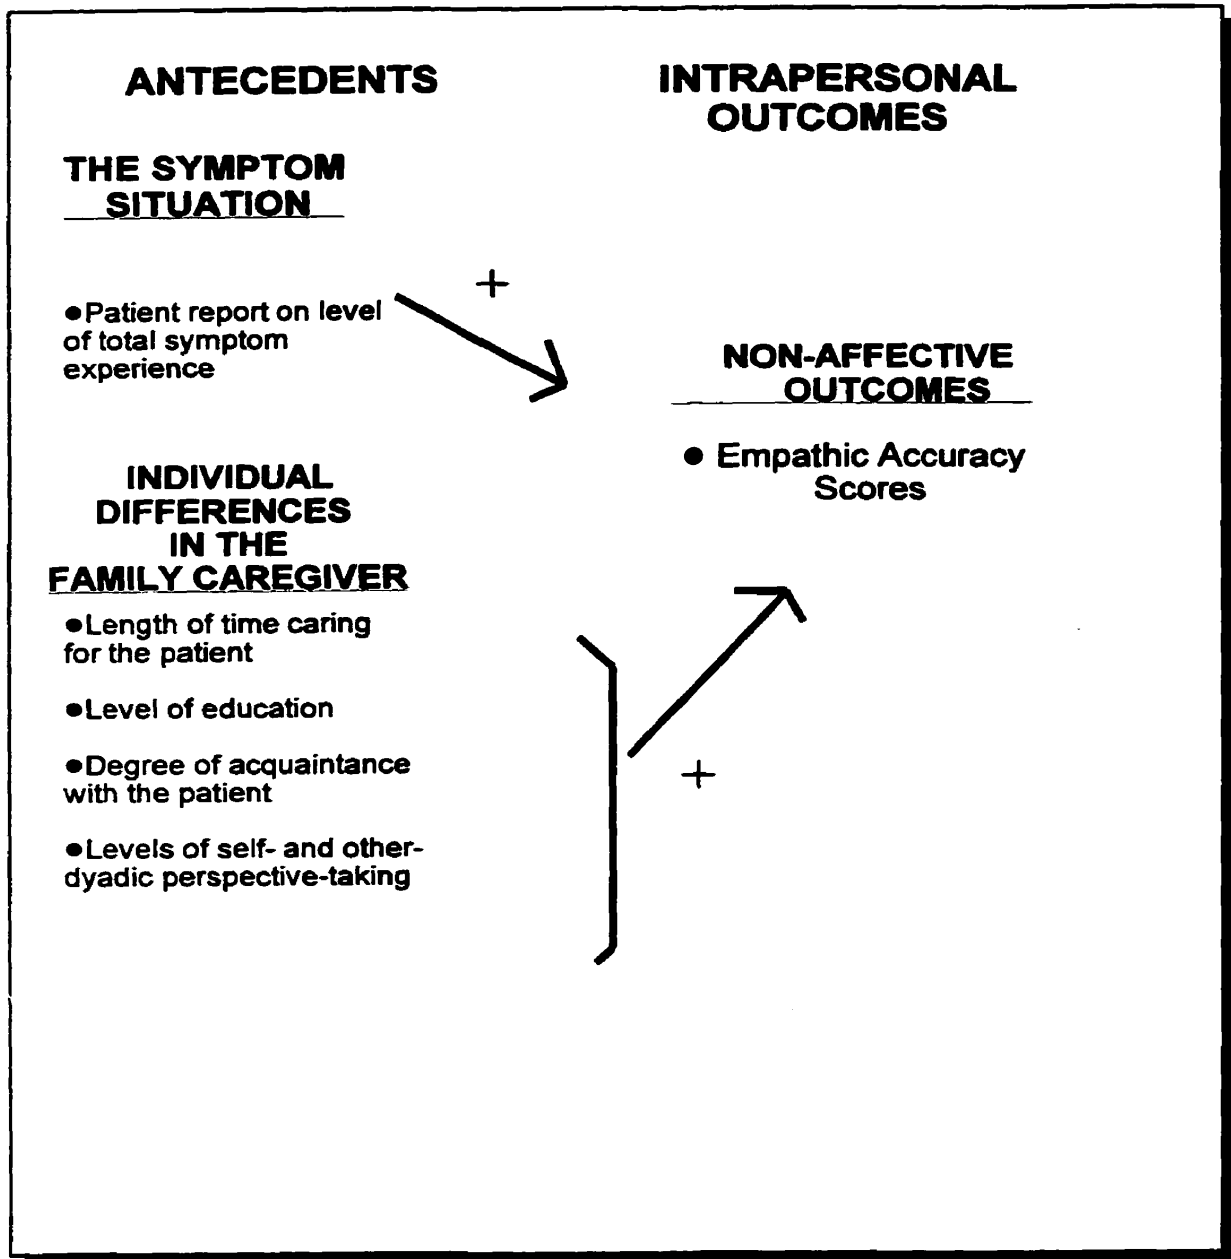 ANTECEDENTS
THE SYMPTOM
SITUATION
●Patient report on level
of total symptom
experience
+
INDIVIDUAL
DIFFERENCES
IN THE
FAMILY CAREGIVER
●Length of time caring
for the patient
●Level of education
●Degree of acquaintance
with the patient
●Levels of self- and other-
dyadic perspective-taking
+
INTRAPERSONAL
OUTCOMES
NON-AFFECTIVE
OUTCOMES
● Empathic Accuracy
Scores